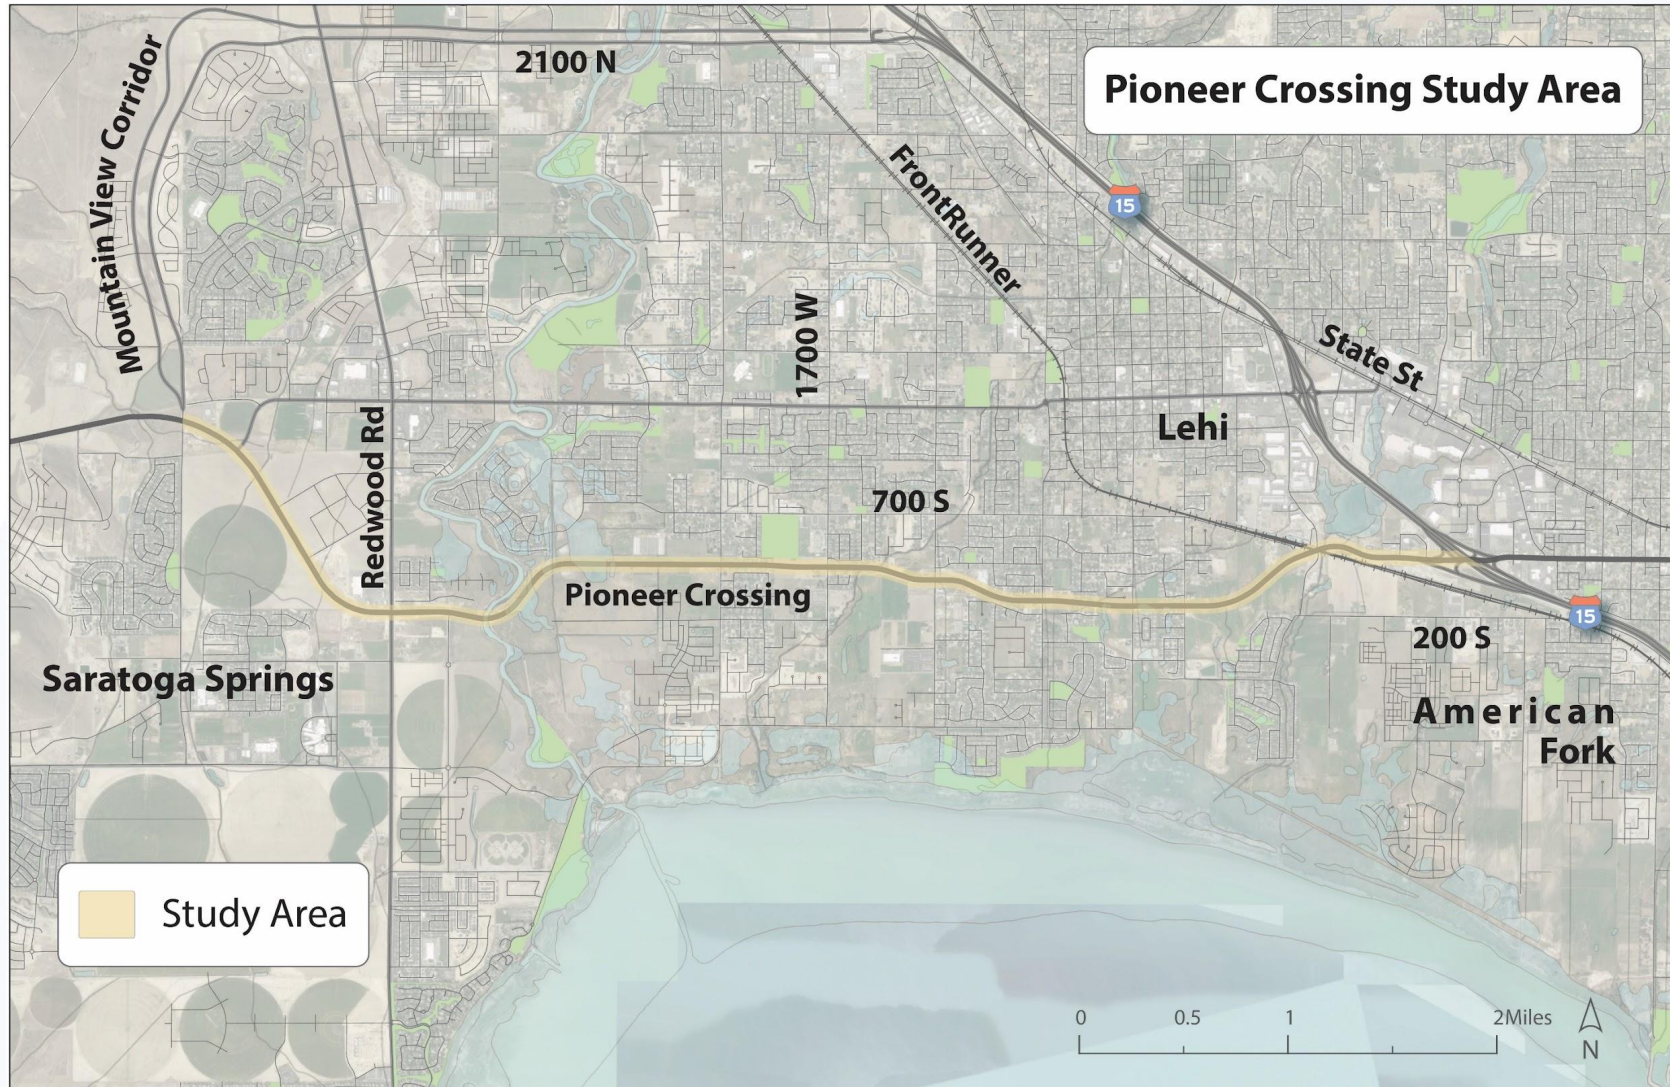 2100 N
Pioneer Crossing Study Area
Mountain View Corridor
FrontRunner
15
1700 W
State St
Redwood Rd
Lehi
700 S
Pioneer Crossing
15
200 S
Saratoga Springs
American
Fork
Study Area
0 0.5 1 2Miles
N